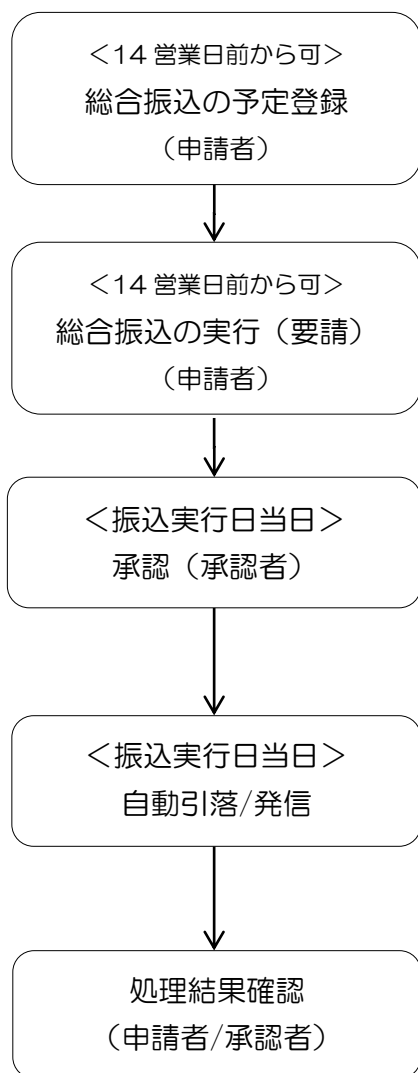 ＜14 営業日前から可＞
総合振込の予定登録
（申請者）
＜14 営業日前から可＞
総合振込の実行（要請）
（申請者）
＜振込実行日当日＞
承認（承認者）
＜振込実行日当日＞
自動引落/発信
処理結果確認
（申請者/承認者）